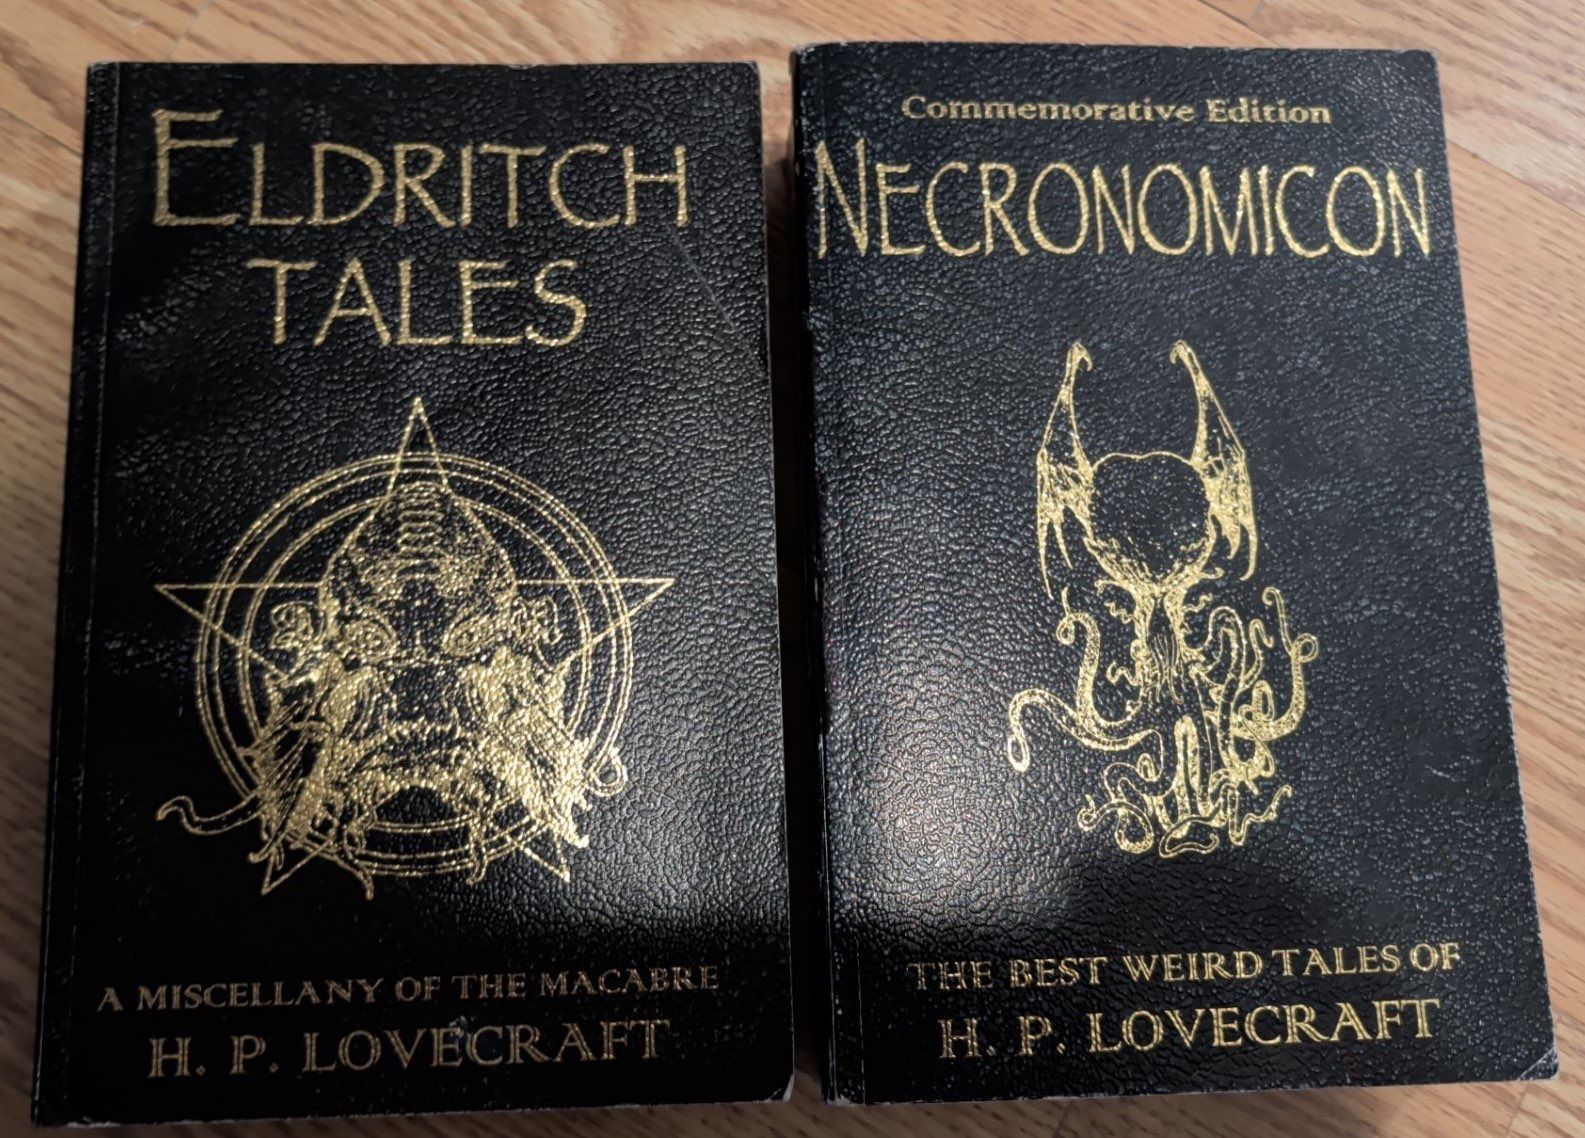 ELDRITCH
TALES
A MISCELLANY OF THE MACABRE
H. P. LOVECRAFT
Commemorative Edition
NECRONOMICON
THE BEST WEIRD TALES OF
H. P. LOVECRAFT